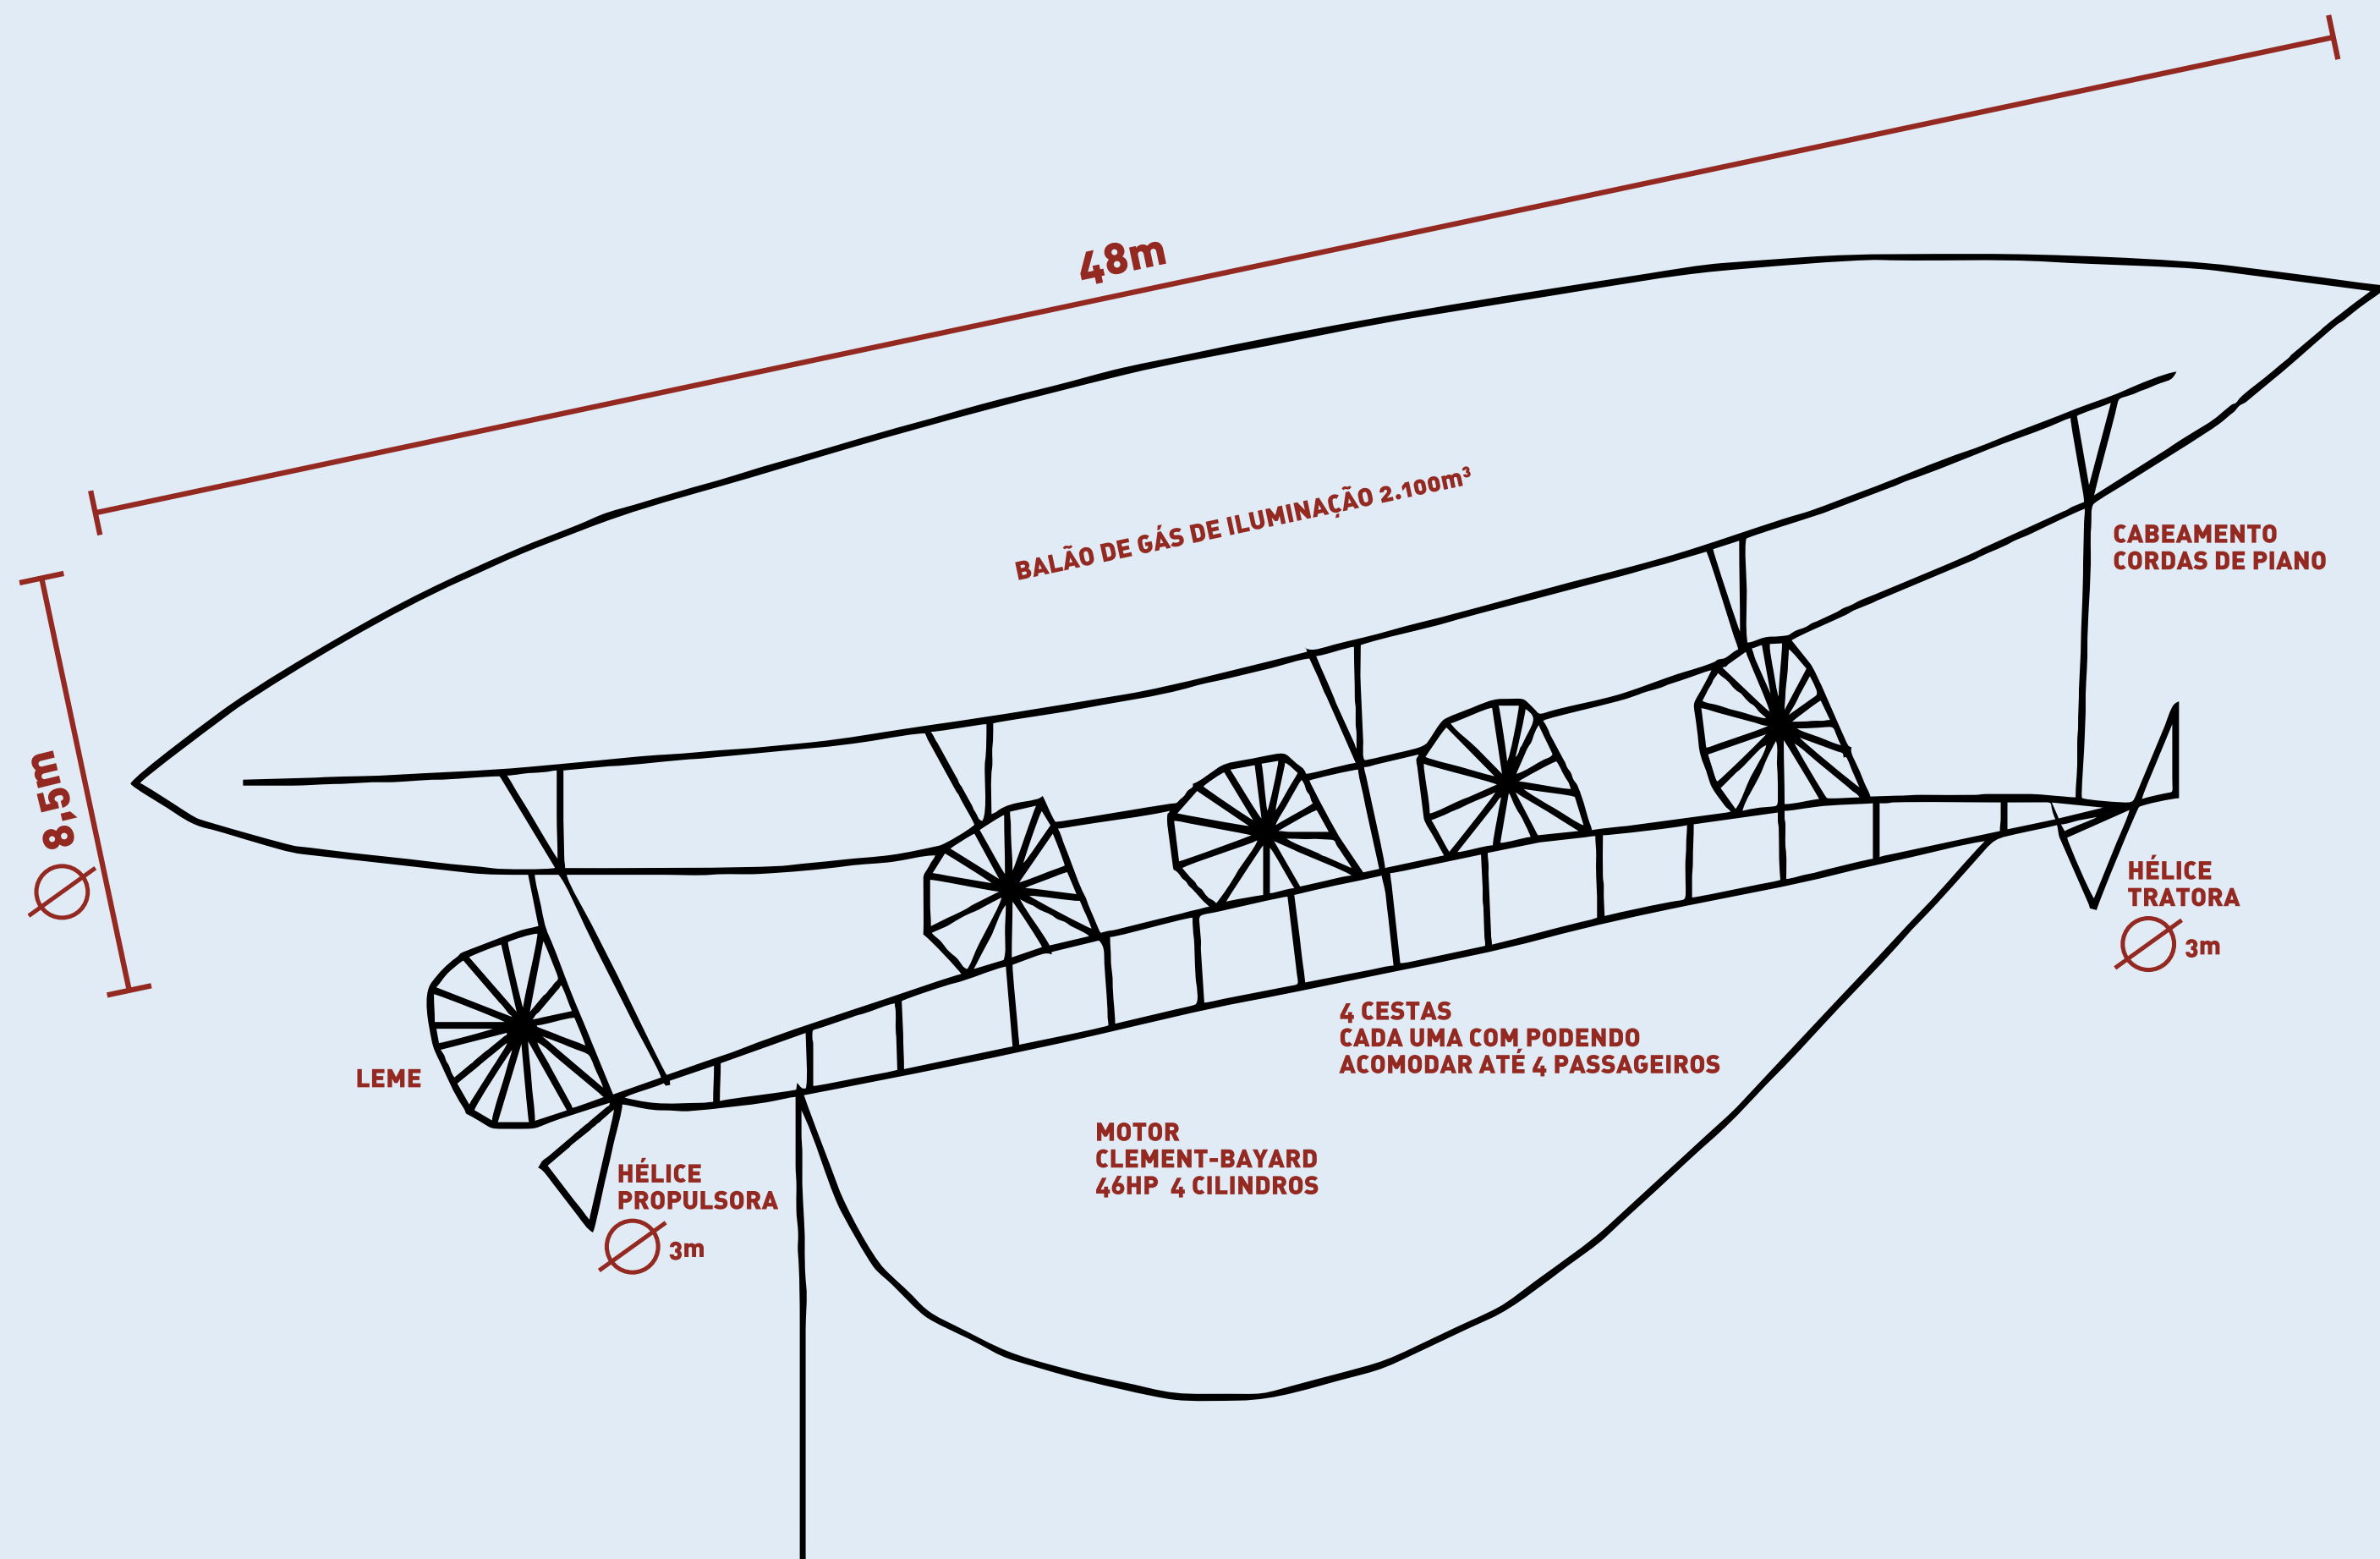 48m
BALÃO DE GÁS DE ILUMINAÇÃO 2.100m³
CABEAMENTO
CORDAS DE PIANO
8,5m
HÉLICE
TRATORA
3m
4 CESTAS
CADA UMA COM PODENDO
ACOMODAR ATÉ 4 PASSAGEIROS
LEME
MOTOR
CLEMENT-BAYARD
46HP 4 CILINDROS
HÉLICE
PROPULSORA
3m